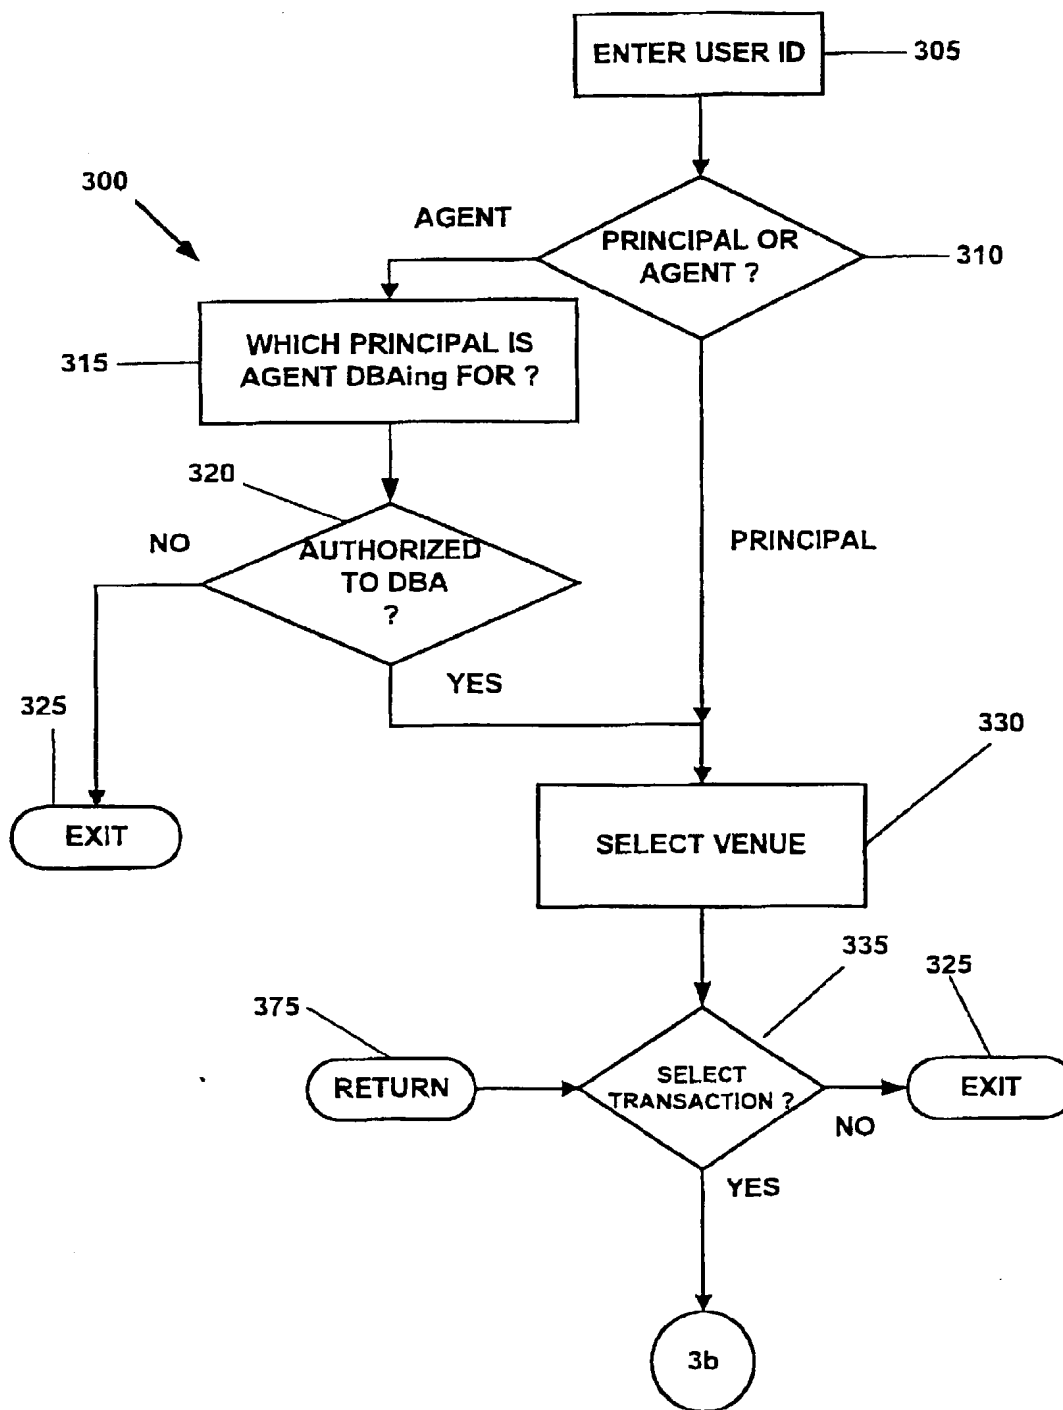 ENTER USER ID
305
300
AGENT
PRINCIPAL OR
AGENT ?
310
315
WHICH PRINCIPAL IS
AGENT DBAing FOR ?
320
NO
AUTHORIZED
TO DBA
?
PRINCIPAL
YES
325
330
EXIT
SELECT VENUE
335
325
375
RETURN
SELECT
TRANSACTION ?
EXIT
NO
YES
3b